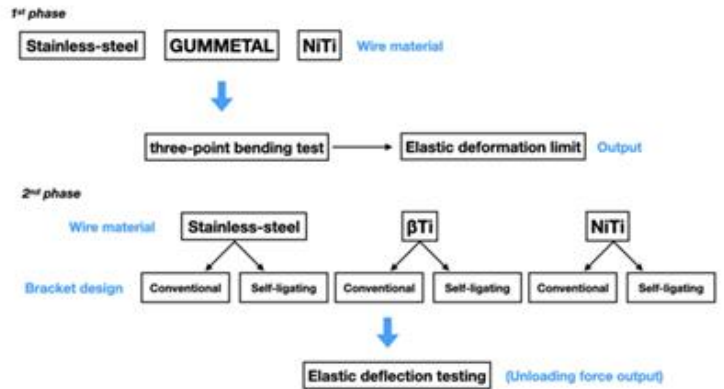 1st phase
Stainless-steel GUMMETAL NiTi Wire material
three-point bending test Elastic deformation limit Output
2nd phase
Wire material Stainless-steel βTi NiTi
Bracket design Conventional Self-ligating Conventional Self-ligating Conventional Self-ligating
Elastic deflection testing (Unloading force output)